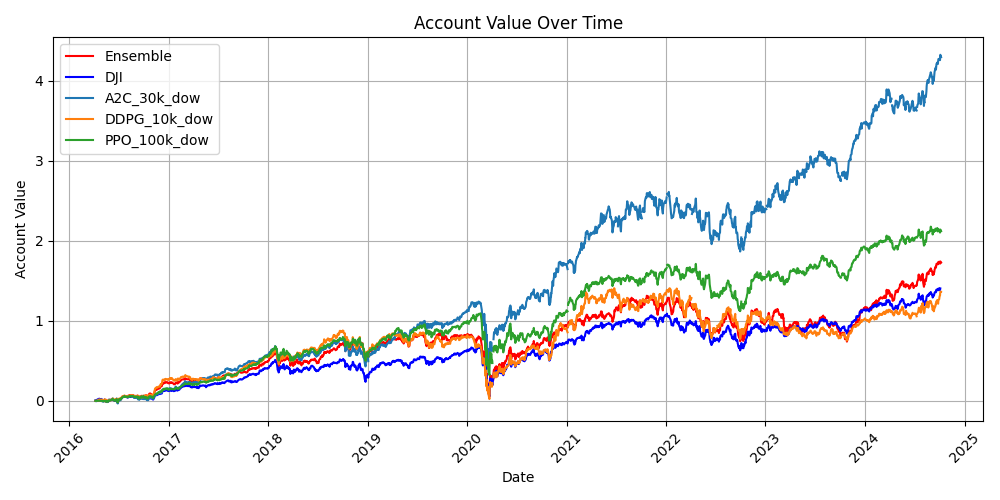 Account Value Over Time
Ensemble
DJI
A2C_30k_dow
DDPG_10k_dow
PPO_100k_dow
4
3
2
1
0
Account Value
2016
2017
2018
2019
2020
2021
2022
2023
2024
2025
Date